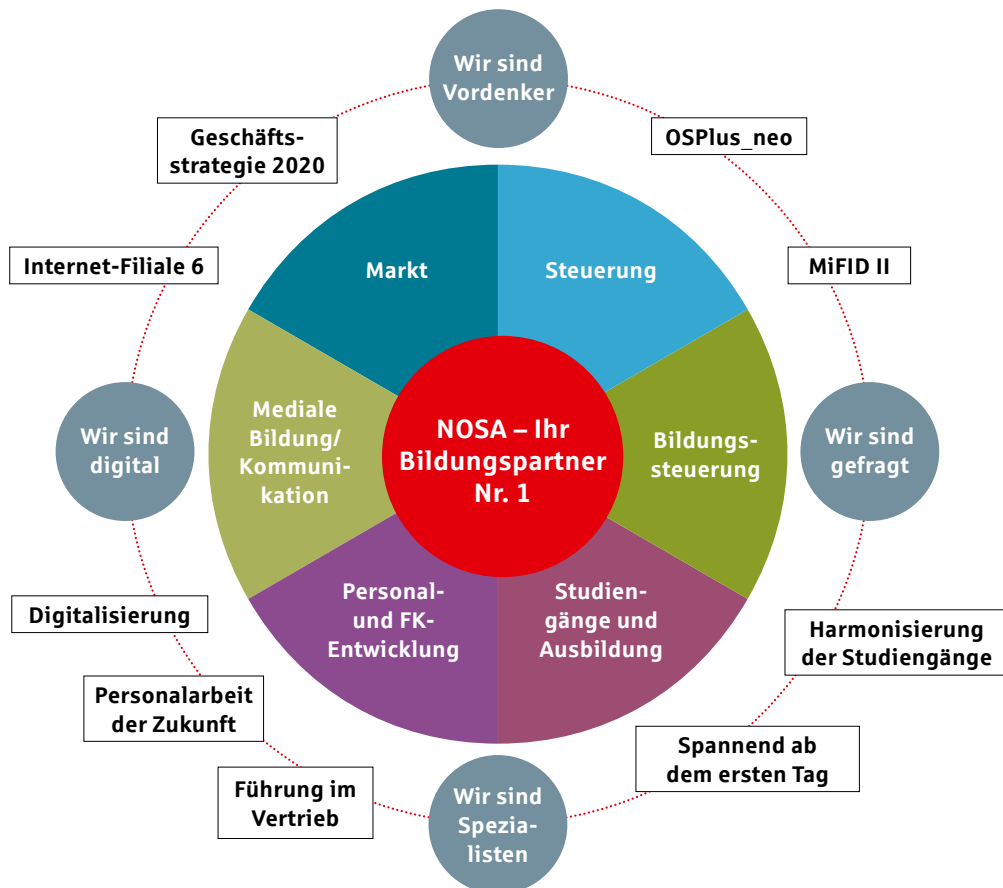 Wir sind
Vordenker
Geschäfts-
strategie 2020
OSPlus_neo
Internet-Filiale 6
MiFID II
Markt
Steuerung
Wir sind
digital
Mediale
Bildung/
Kommuni-
kation
NOSA – Ihr
Bildungspartner
Nr. 1
Bildungs-
steuerung
Wir sind
gefragt
Personal-
und FK-
Entwicklung
Studien-
gänge und
Ausbildung
Digitalisierung
Harmonisierung
der Studiengänge
Personalarbeit
der Zukunft
Spannend ab
dem ersten Tag
Führung im
Vertrieb
Wir sind
Spezia-
listen